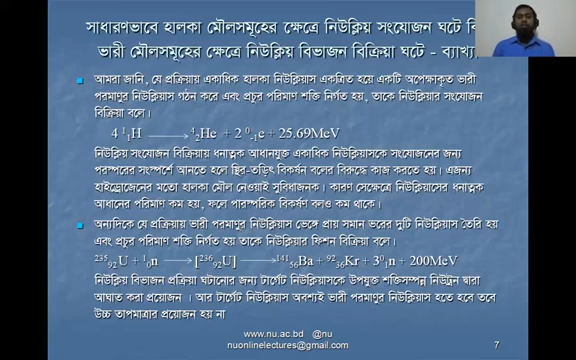 সাধারণভাবে হালকা মৌলসমূহের ক্ষেত্রে নিউক্লিয় সংযোজন ঘটে
ভারী মৌলসমূহের ক্ষেত্রে নিউক্লিয় বিভাজন বিক্রিয়া ঘটে -
আমরা জানি, যে প্রক্রিয়ায় একাধিক হালকা নিউক্লিয়াস একত্রিত হয়ে একটি অপেক্ষাকৃত ভারী
পরমাণুর নিউক্লিয়াস গঠন করে এবং প্রচুর পরিমাণ শক্তি নির্গত হয়, তাকে নিউক্লিয়ার সংযোজন
বিক্রিয়া বলে।
4 ¹₁H ⟶ ⁴₂He + 2 ⁰₋₁e + 25.69MeV
নিউক্লিয় সংযোজন বিক্রিয়ায় ধনাত্মক আধানযুক্ত একাধিক নিউক্লিয়াসকে সংযোজনের জন্য
পরস্পরের সংস্পর্শে আনতে হলে স্থির-তড়িৎ বিকর্ষন বলের বিরুদ্ধে কাজ করতে হয়। এজন্য
হাইড্রোজেনের মতো হালকা মৌল নেওয়াই সুবিধাজনক। কারণ সেক্ষেত্রে নিউক্লিয়াসের ধনাত্মক
আধানের পরিমাণ কম হয়, ফলে পারস্পরিক বিকর্ষণ বলও কম থাকে।
অন্যদিকে যে প্রক্রিয়ায় ভারী পরমাণুর নিউক্লিয়াস ভেঙ্গে প্রায় সমান ভরের দুটি নিউক্লিয়াস তৈরি হয়
এবং প্রচুর পরিমাণ শক্তি নির্গত হয় তাকে নিউক্লিয়ার ফিশন বিক্রিয়া বলে।
²³⁵₉₂U + ¹₀n ⟶ [²³⁶₉₂U] ⟶ ¹⁴¹₅₆Ba + ⁹²₃₆Kr + 3⁰₁n + 200MeV
নিউক্লিয় বিভাজন প্রক্রিয়া ঘটানোর জন্য টার্গেট নিউক্লিয়াসকে উপযুক্ত শক্তিসম্পন্ন নিউট্রন দ্বারা
আঘাত করা প্রয়োজন । আর টার্গেট নিউক্লিয়াস অবশ্যই ভারী পরমাণুর নিউক্লিয়াস হতে হবে তবে
উচ্চ তাপমাত্রার প্রয়োজন হয় না
www.nu.ac.bd @nu
nuonlinelectures@gmail.com
7